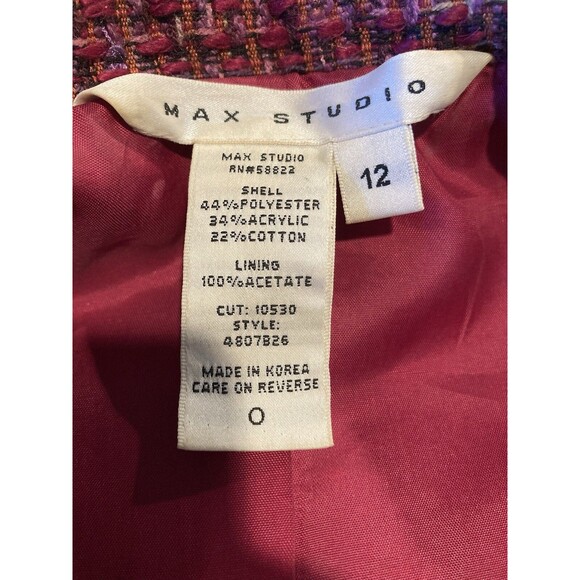 MAX STUDIO
12
MAX STUDIO
RN#58822
SHELL
44%POLYESTER
34%ACRYLIC
22%COTTON
LINING
100%ACETATE
CUT: 10530
STYLE:
4807B26
MADE IN KOREA
CARE ON REVERSE
O